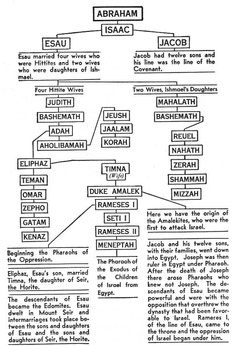 ABRAHAM
ISAAC
ESAU
JACOB
Esau married four wives who
were Hittites and two wives
who were daughters of Ish-
mael.
Jacob had twelve sons and
his line was the line of the
Covenant.
Four Hittite Wives
Two Wives, Ishmael's Daughters
JUDITH
MAHALATH
BASHEMATH
JEUSH
BASHEMATH
ADAH
JAALAM
REUEL
AHOLIBAMAH
KORAH
NAHATH
ELIPHAZ
TIMNA
(Wife)
ZERAH
TEMAN
SHAMMAH
OMAR
DUKE AMALEK
MIZZAH
ZEPHO
RAMESES I
GATAM
SETI I
KENAZ
RAMESES II
MENEPTAH
Here we have the origin of
the Amalekites, who were the
first to attack Israel.
Beginning the Pharaohs of
the Oppression.
Eliphaz, Esau's son, married
Timna, the daughter of Seir,
the Horite.
The descendants of Esau
became the Edomites. Esau
dwelt in Mount Seir and
intermarriages took place be-
tween the sons and daughters
of Esau and the sons and
daughters of Seir, the Horite.
The Pharaoh of
the Exodus of
the Children
of Israel from
Egypt.
Jacob and his twelve sons,
with their families, went down
into Egypt. Joseph was then
ruler in Egypt under Pharaoh.
After the death of Joseph
there arose Pharaohs who
knew not Joseph. The des-
cendants of Esau became
powerful and were with the
opposition that overthrew the
dynasty that had been favor-
able to Israel. Rameses I,
of the line of Esau, came to
the throne and the oppression
of Israel began under him.